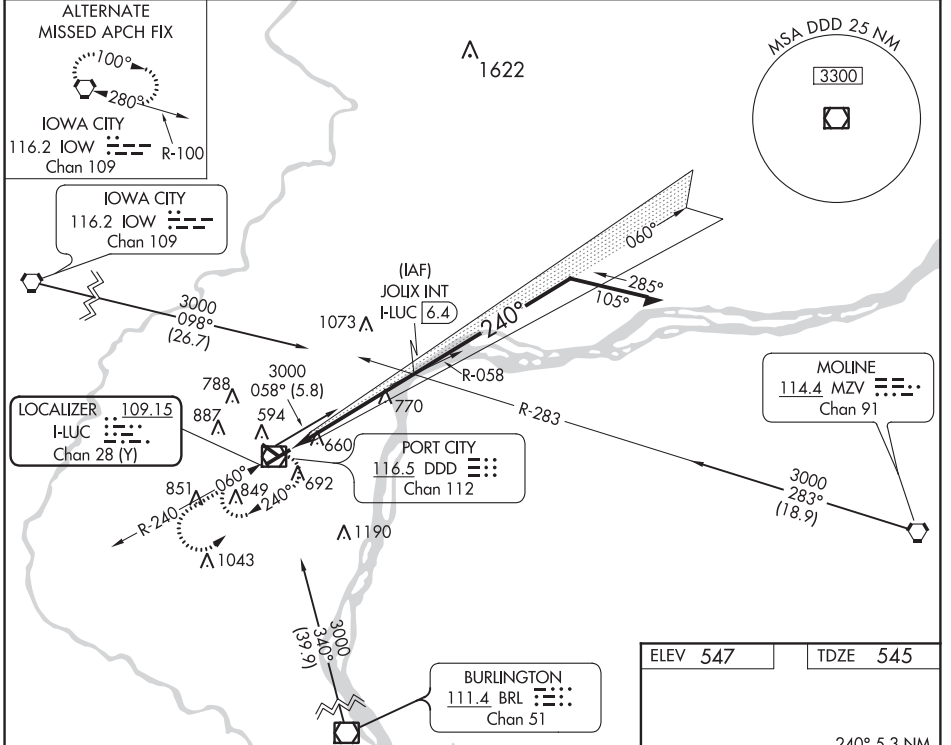 ALTERNATE
MISSED APCH FIX
100°
280°
IOWA CITY
116.2 IOW
R-100
Chan 109
1622
MSA DDD 25 NM
3300
IOWA CITY
116.2 IOW
Chan 109
3000
098°
(26.7)
(IAF)
JOLIX INT
I-LUC 6.4
060°
285°
105°
240°
1073
R-058
3000
058° (5.8)
788
887
594
770
R-283
MOLINE
114.4 MZV
Chan 91
LOCALIZER 109.15
I-LUC
Chan 28 (Y)
660
PORT CITY
116.5 DDD
Chan 112
3000
283°
(18.9)
692
851
849
060°
240°
R-240
1190
1043
3000
340°
(39.9)
BURLINGTON
111.4 BRL
Chan 51
ELEV 547
TDZE 545
240° 5.3 NM